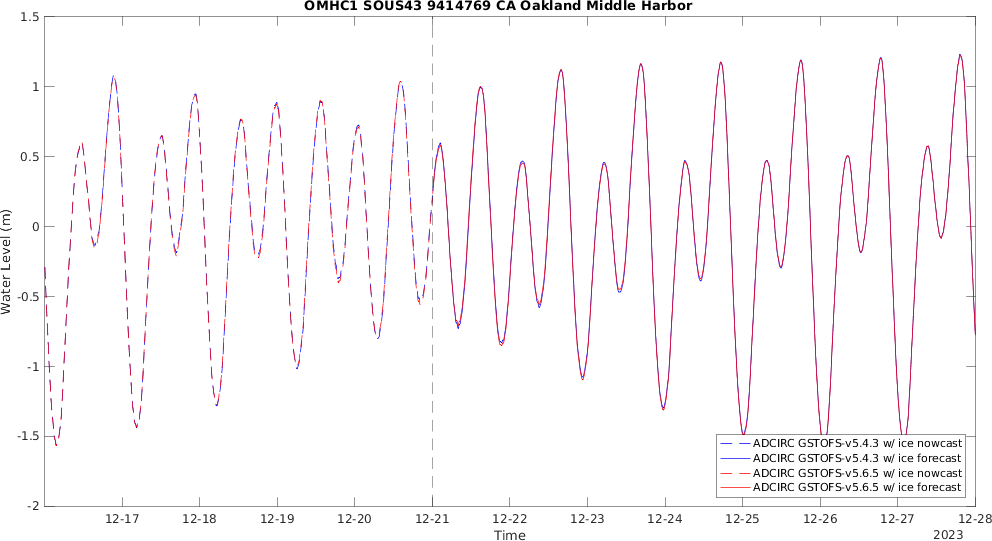 OMHC1 SOUS43 9414769 CA Oakland Middle Harbor
1.5
1
0.5
0
-0.5
-1
-1.5
-2
Water Level (m)
ADCIRC GSTOFS-v5.4.3 w/ ice nowcast
ADCIRC GSTOFS-v5.4.3 w/ ice forecast
ADCIRC GSTOFS-v5.6.5 w/ ice nowcast
ADCIRC GSTOFS-v5.6.5 w/ ice forecast
12-17 12-18 12-19 12-20 12-21 12-22 12-23 12-24 12-25 12-26 12-27 12-28
Time
2023